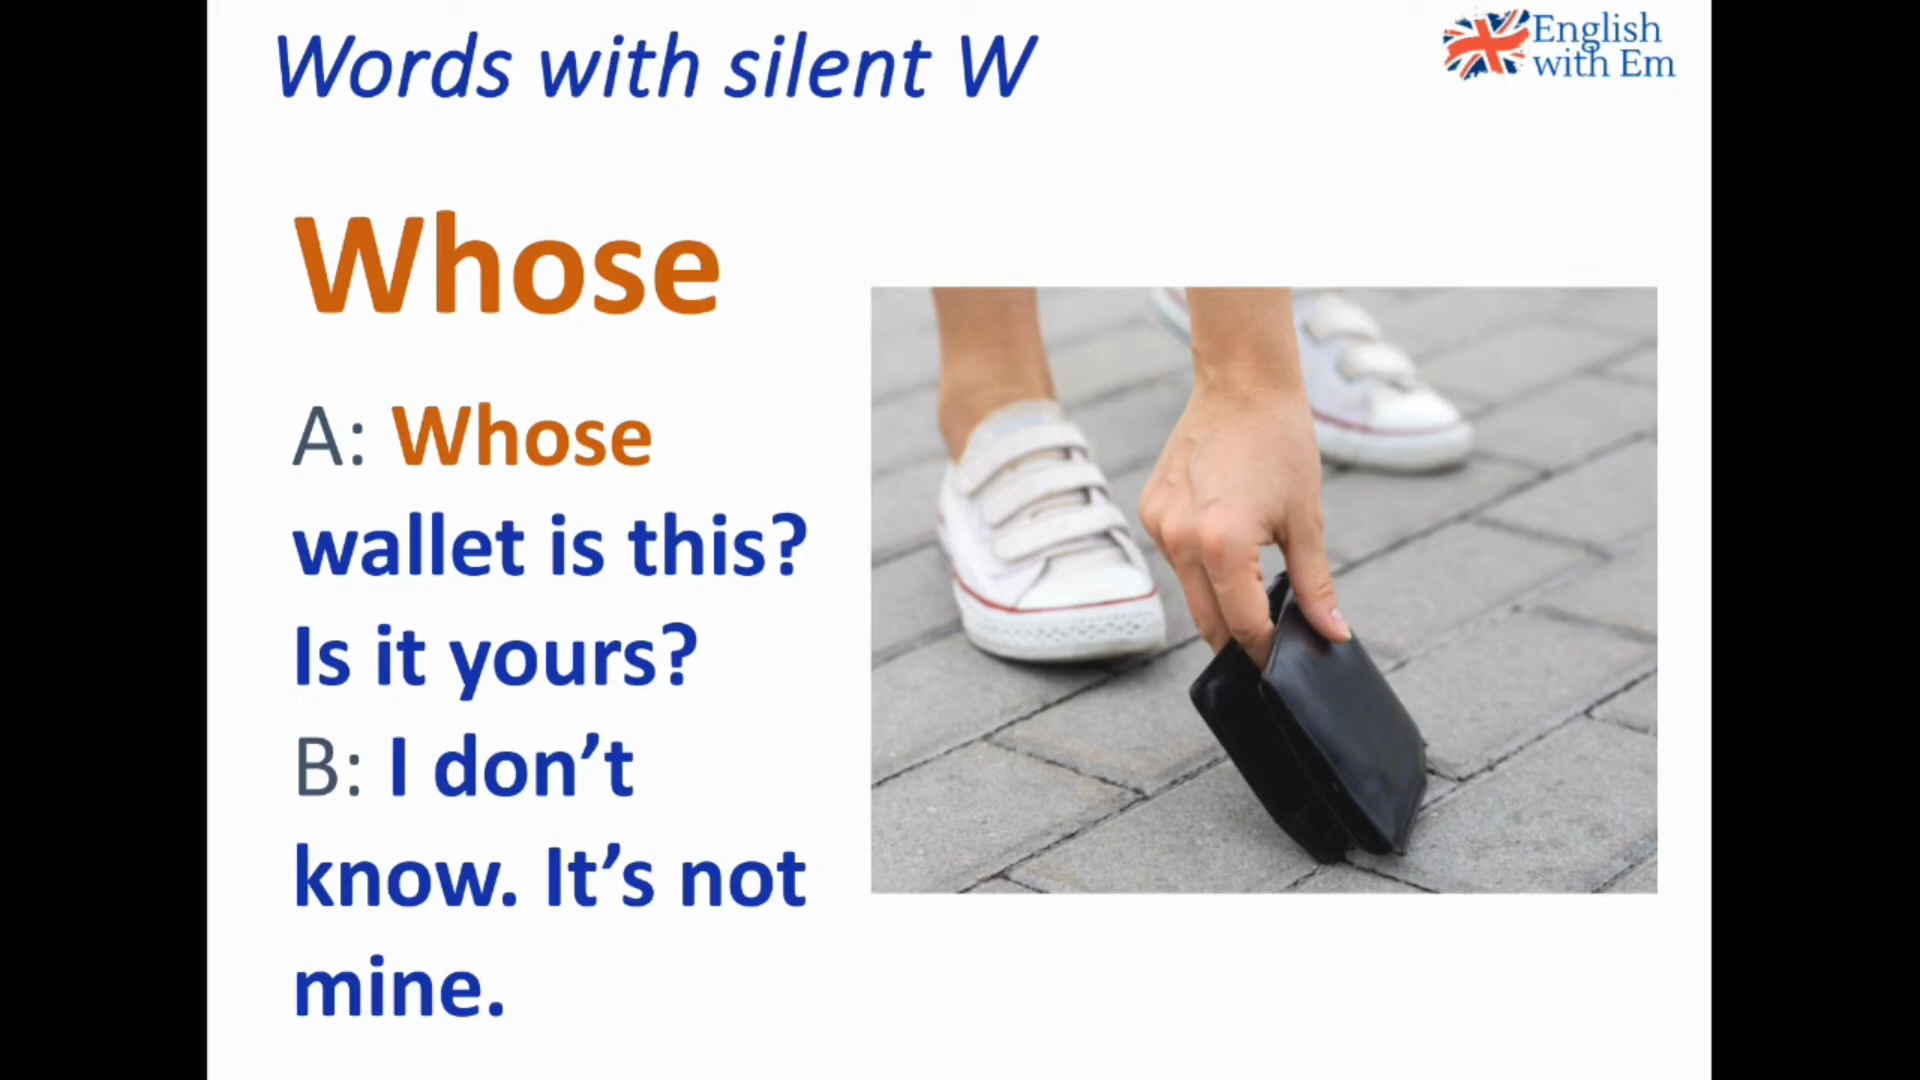 Words with silent W
English
with Em
Whose
A: Whose
wallet is this?
Is it yours?
B: I don’t
know. It’s not
mine.